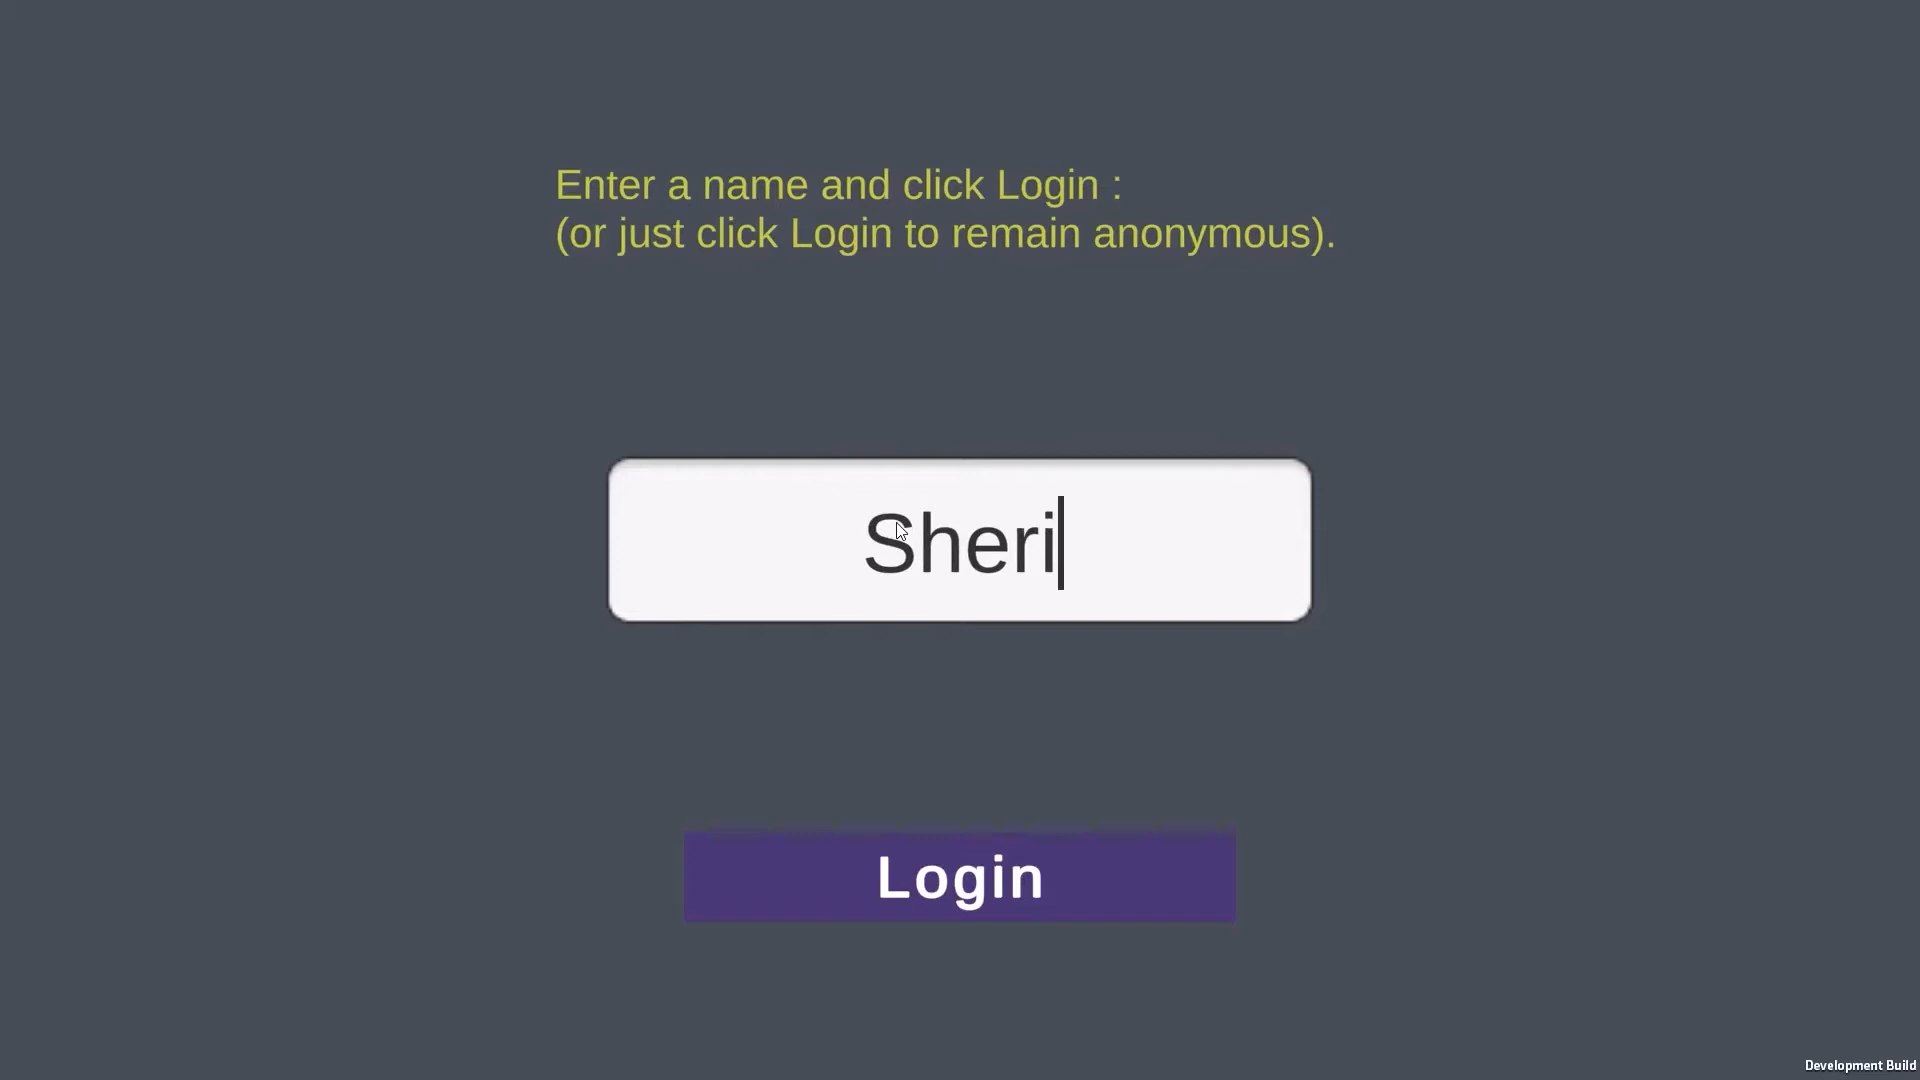 Enter a name and click Login :
(or just click Login to remain anonymous).
Sheri
Login
Development Build